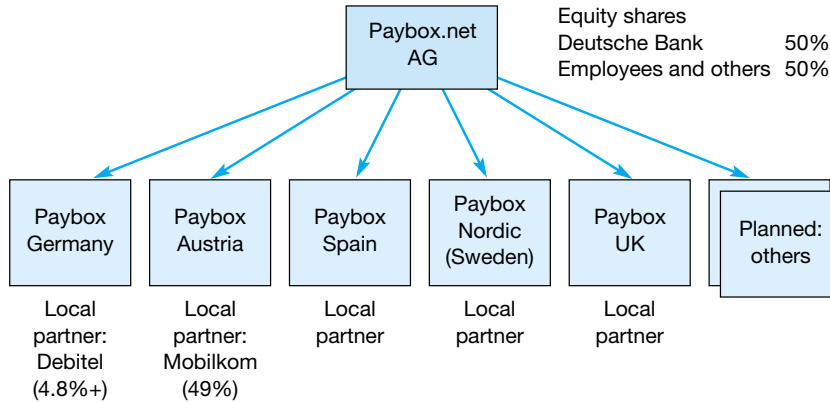 Paybox.net
AG
Equity shares
Deutsche Bank 50%
Employees and others 50%
Paybox
Germany
Paybox
Austria
Paybox
Spain
Paybox
Nordic
(Sweden)
Paybox
UK
Planned:
others
Local
partner:
Debitel
(4.8%+)
Local
partner:
Mobilkom
(49%)
Local
partner
Local
partner
Local
partner